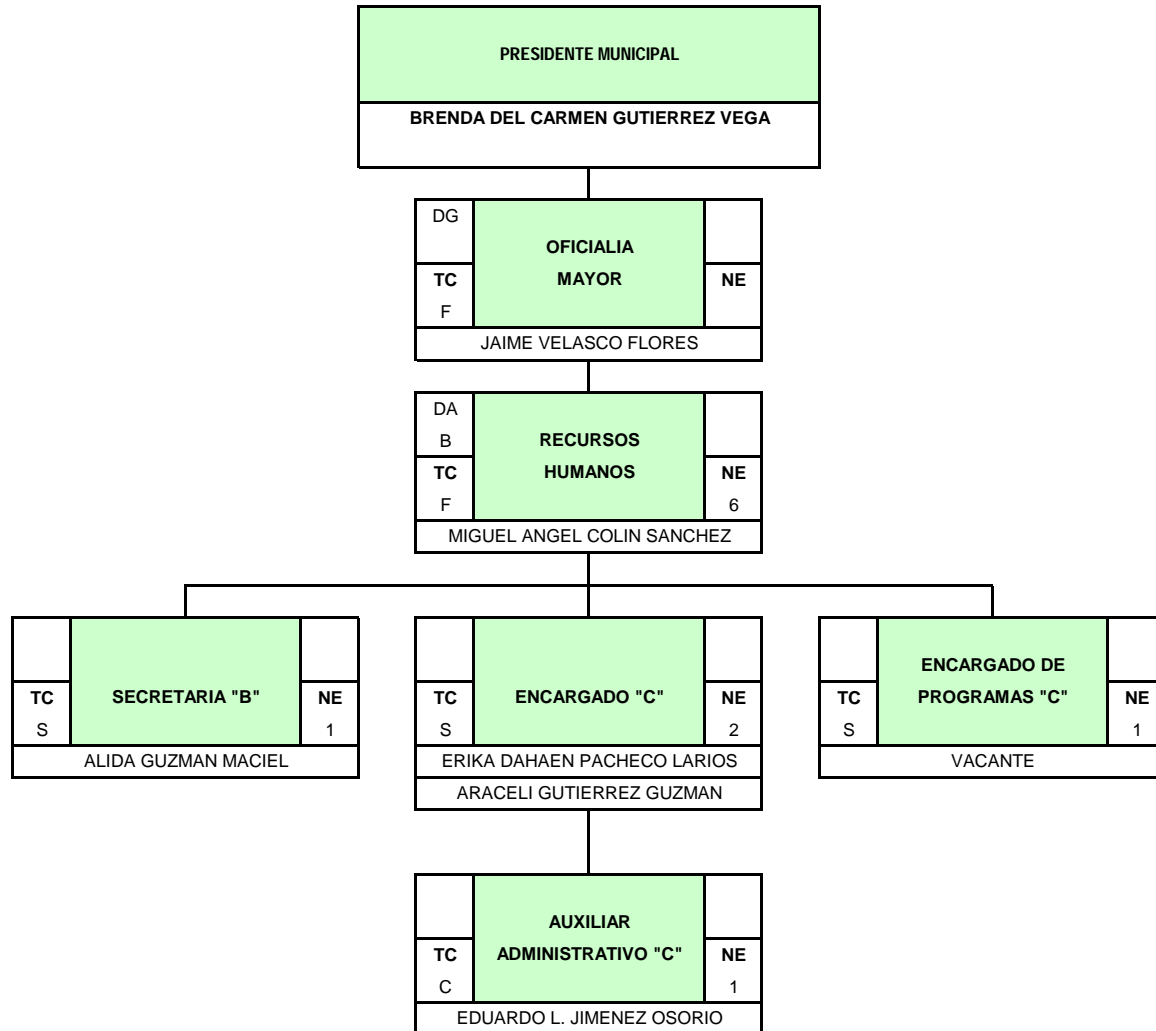 PRESIDENTE MUNICIPAL
BRENDA DEL CARMEN GUTIERREZ VEGA
DG
OFICIALIA
MAYOR
TC
NE
F
JAIME VELASCO FLORES
DA
B
RECURSOS
HUMANOS
TC
NE
F
6
MIGUEL ANGEL COLIN SANCHEZ
TC
SECRETARIA "B"
NE
S
1
ALIDA GUZMAN MACIEL
TC
ENCARGADO "C"
NE
S
2
ERIKA DAHAEN PACHECO LARIOS
ARACELI GUTIERREZ GUZMAN
ENCARGADO DE
PROGRAMAS "C"
TC
NE
S
1
VACANTE
AUXILIAR
ADMINISTRATIVO "C"
TC
NE
C
1
EDUARDO L. JIMENEZ OSORIO